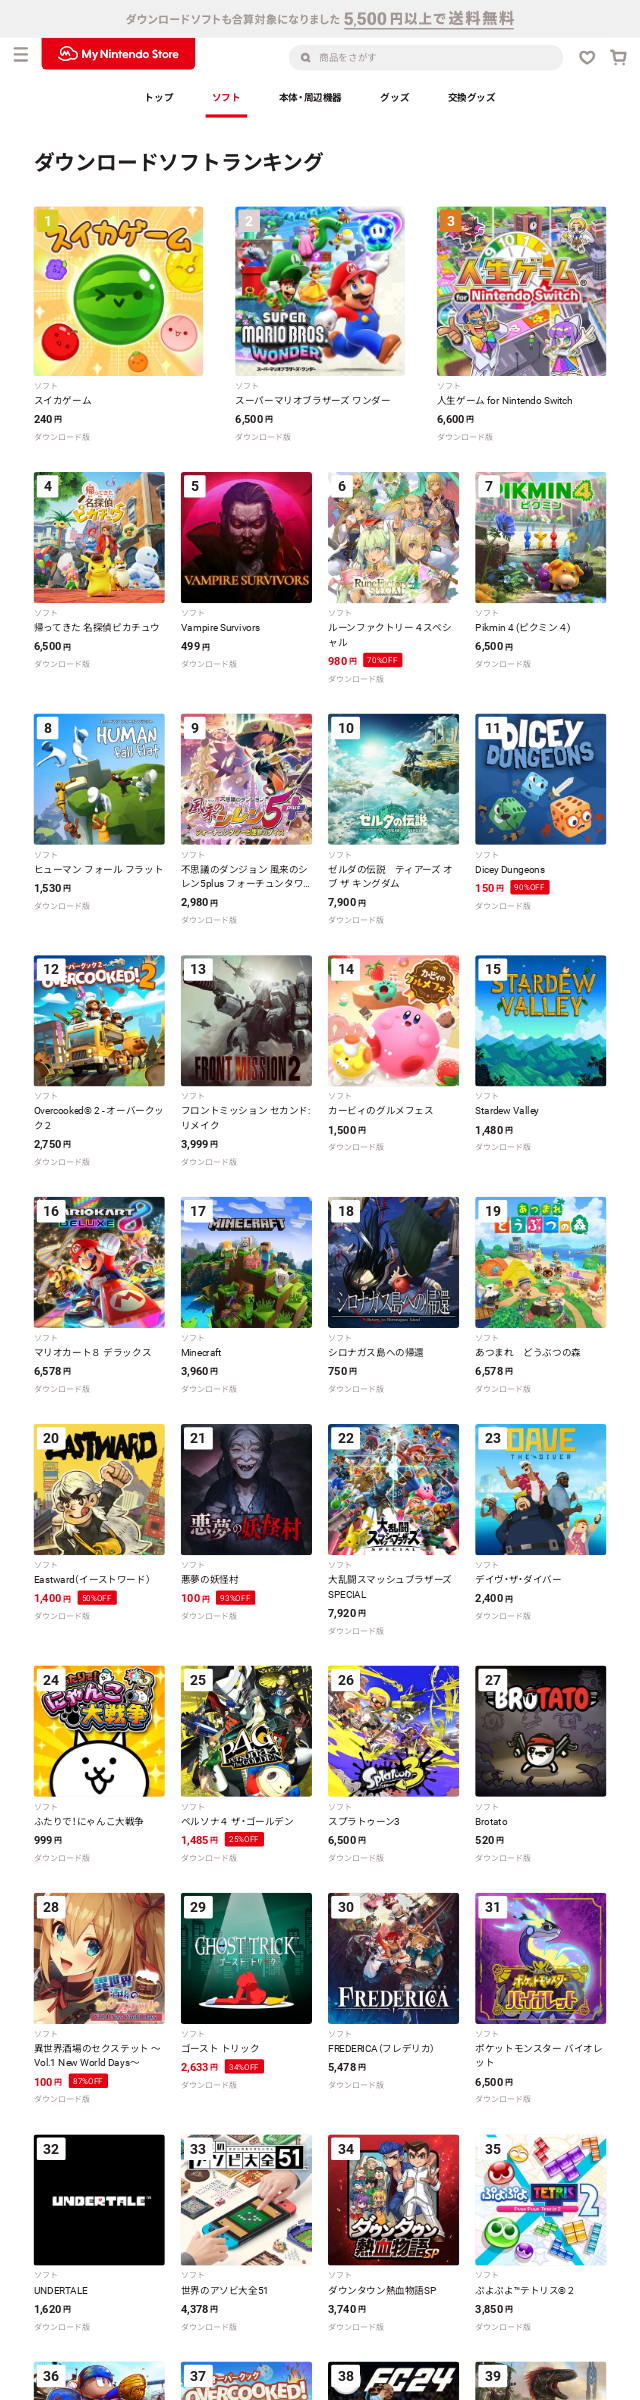 ダウンロードソフトも合算対象になりました 5,500円以上で送料無料
My Nintendo Store
商品をさがす
トップ ソフト 本体・周辺機器 グッズ 交換グッズ
ダウンロードソフトランキング
1 2 3
スイカゲーム
SUPER MARIO BROS. WONDER
人生ゲーム for Nintendo Switch
ソフト ソフト ソフト
スイカゲーム スーパーマリオブラザーズ ワンダー 人生ゲーム for Nintendo Switch
240円 6,500円 6,600円
ダウンロード版 ダウンロード版 ダウンロード版
4 5 6 7
帰ってきた 名探偵ピカチュウ
VAMPIRE SURVIVORS
PIKMIN 4 ピクミン
ソフト ソフト ソフト ソフト
帰ってきた 名探偵ピカチュウ Vampire Survivors ルーンファクトリー４スペシャル Pikmin 4 (ピクミン 4)
6,500円 499円 980円 70%OFF 6,500円
ダウンロード版 ダウンロード版 ダウンロード版 ダウンロード版
8 9 10 11
HUMAN fall flat
ゼルダの伝説
DICEY DUNGEONS
ソフト ソフト ソフト ソフト
ヒューマン フォール フラット 不思議のダンジョン 風来のシレン5plus フォーチュンタワ… ゼルダの伝説　ティアーズ オブ ザ キングダム Dicey Dungeons
1,530円 2,980円 7,900円 150円 90%OFF
ダウンロード版 ダウンロード版 ダウンロード版 ダウンロード版
12 13 14 15
OVERCOOKED! 2
FRONT MISSION 2
カービィのグルメフェス
STARDEW VALLEY
ソフト ソフト ソフト ソフト
Overcooked® 2 - オーバークック２ フロントミッション セカンド: リメイク カービィのグルメフェス Stardew Valley
2,750円 3,999円 1,500円 1,480円
ダウンロード版 ダウンロード版 ダウンロード版 ダウンロード版
16 17 18 19
MARIOKART 8 DELUXE
MINECRAFT
シロナガス島への帰還
あつまれ どうぶつの森
ソフト ソフト ソフト ソフト
マリオカート８ デラックス Minecraft シロナガス島への帰還 あつまれ　どうぶつの森
6,578円 3,960円 750円 6,578円
ダウンロード版 ダウンロード版 ダウンロード版 ダウンロード版
20 21 22 23
EASTWARD
悪夢の妖怪村
大乱闘スマッシュブラザーズ SPECIAL
DAVE THE DIVER
ソフト ソフト ソフト ソフト
Eastward（イーストワード） 悪夢の妖怪村 大乱闘スマッシュブラザーズ SPECIAL デイヴ・ザ・ダイバー
1,400円 50%OFF 100円 93%OFF 7,920円 2,400円
ダウンロード版 ダウンロード版 ダウンロード版 ダウンロード版
24 25 26 27
ふたりで！にゃんこ大戦争
P4G
Splatoon 3
BROTATO
ソフト ソフト ソフト ソフト
ふたりで！にゃんこ大戦争 ペルソナ４ ザ・ゴールデン スプラトゥーン3 Brotato
999円 1,485円 25%OFF 6,500円 520円
ダウンロード版 ダウンロード版 ダウンロード版 ダウンロード版
28 29 30 31
GHOST TRICK ゴースト トリック
FREDERICA
ポケットモンスター バイオレット
ソフト ソフト ソフト ソフト
異世界酒場のセクステット ～Vol.1 New World Days～ ゴースト トリック FREDERICA（フレデリカ） ポケットモンスター バイオレット
100円 87%OFF 2,633円 34%OFF 5,478円 6,500円
ダウンロード版 ダウンロード版 ダウンロード版 ダウンロード版
32 33 34 35
UNDERTALE
アソビ大全 51
ダウンタウン熱血物語SP
ぷよぷよ TETRIS 2
ソフト ソフト ソフト ソフト
UNDERTALE 世界のアソビ大全51 ダウンタウン熱血物語SP ぷよぷよ™テトリス®２
1,620円 4,378円 3,740円 3,850円
ダウンロード版 ダウンロード版 ダウンロード版 ダウンロード版
36 37 38 39
オーバークック OVERCOOKED!
FC24